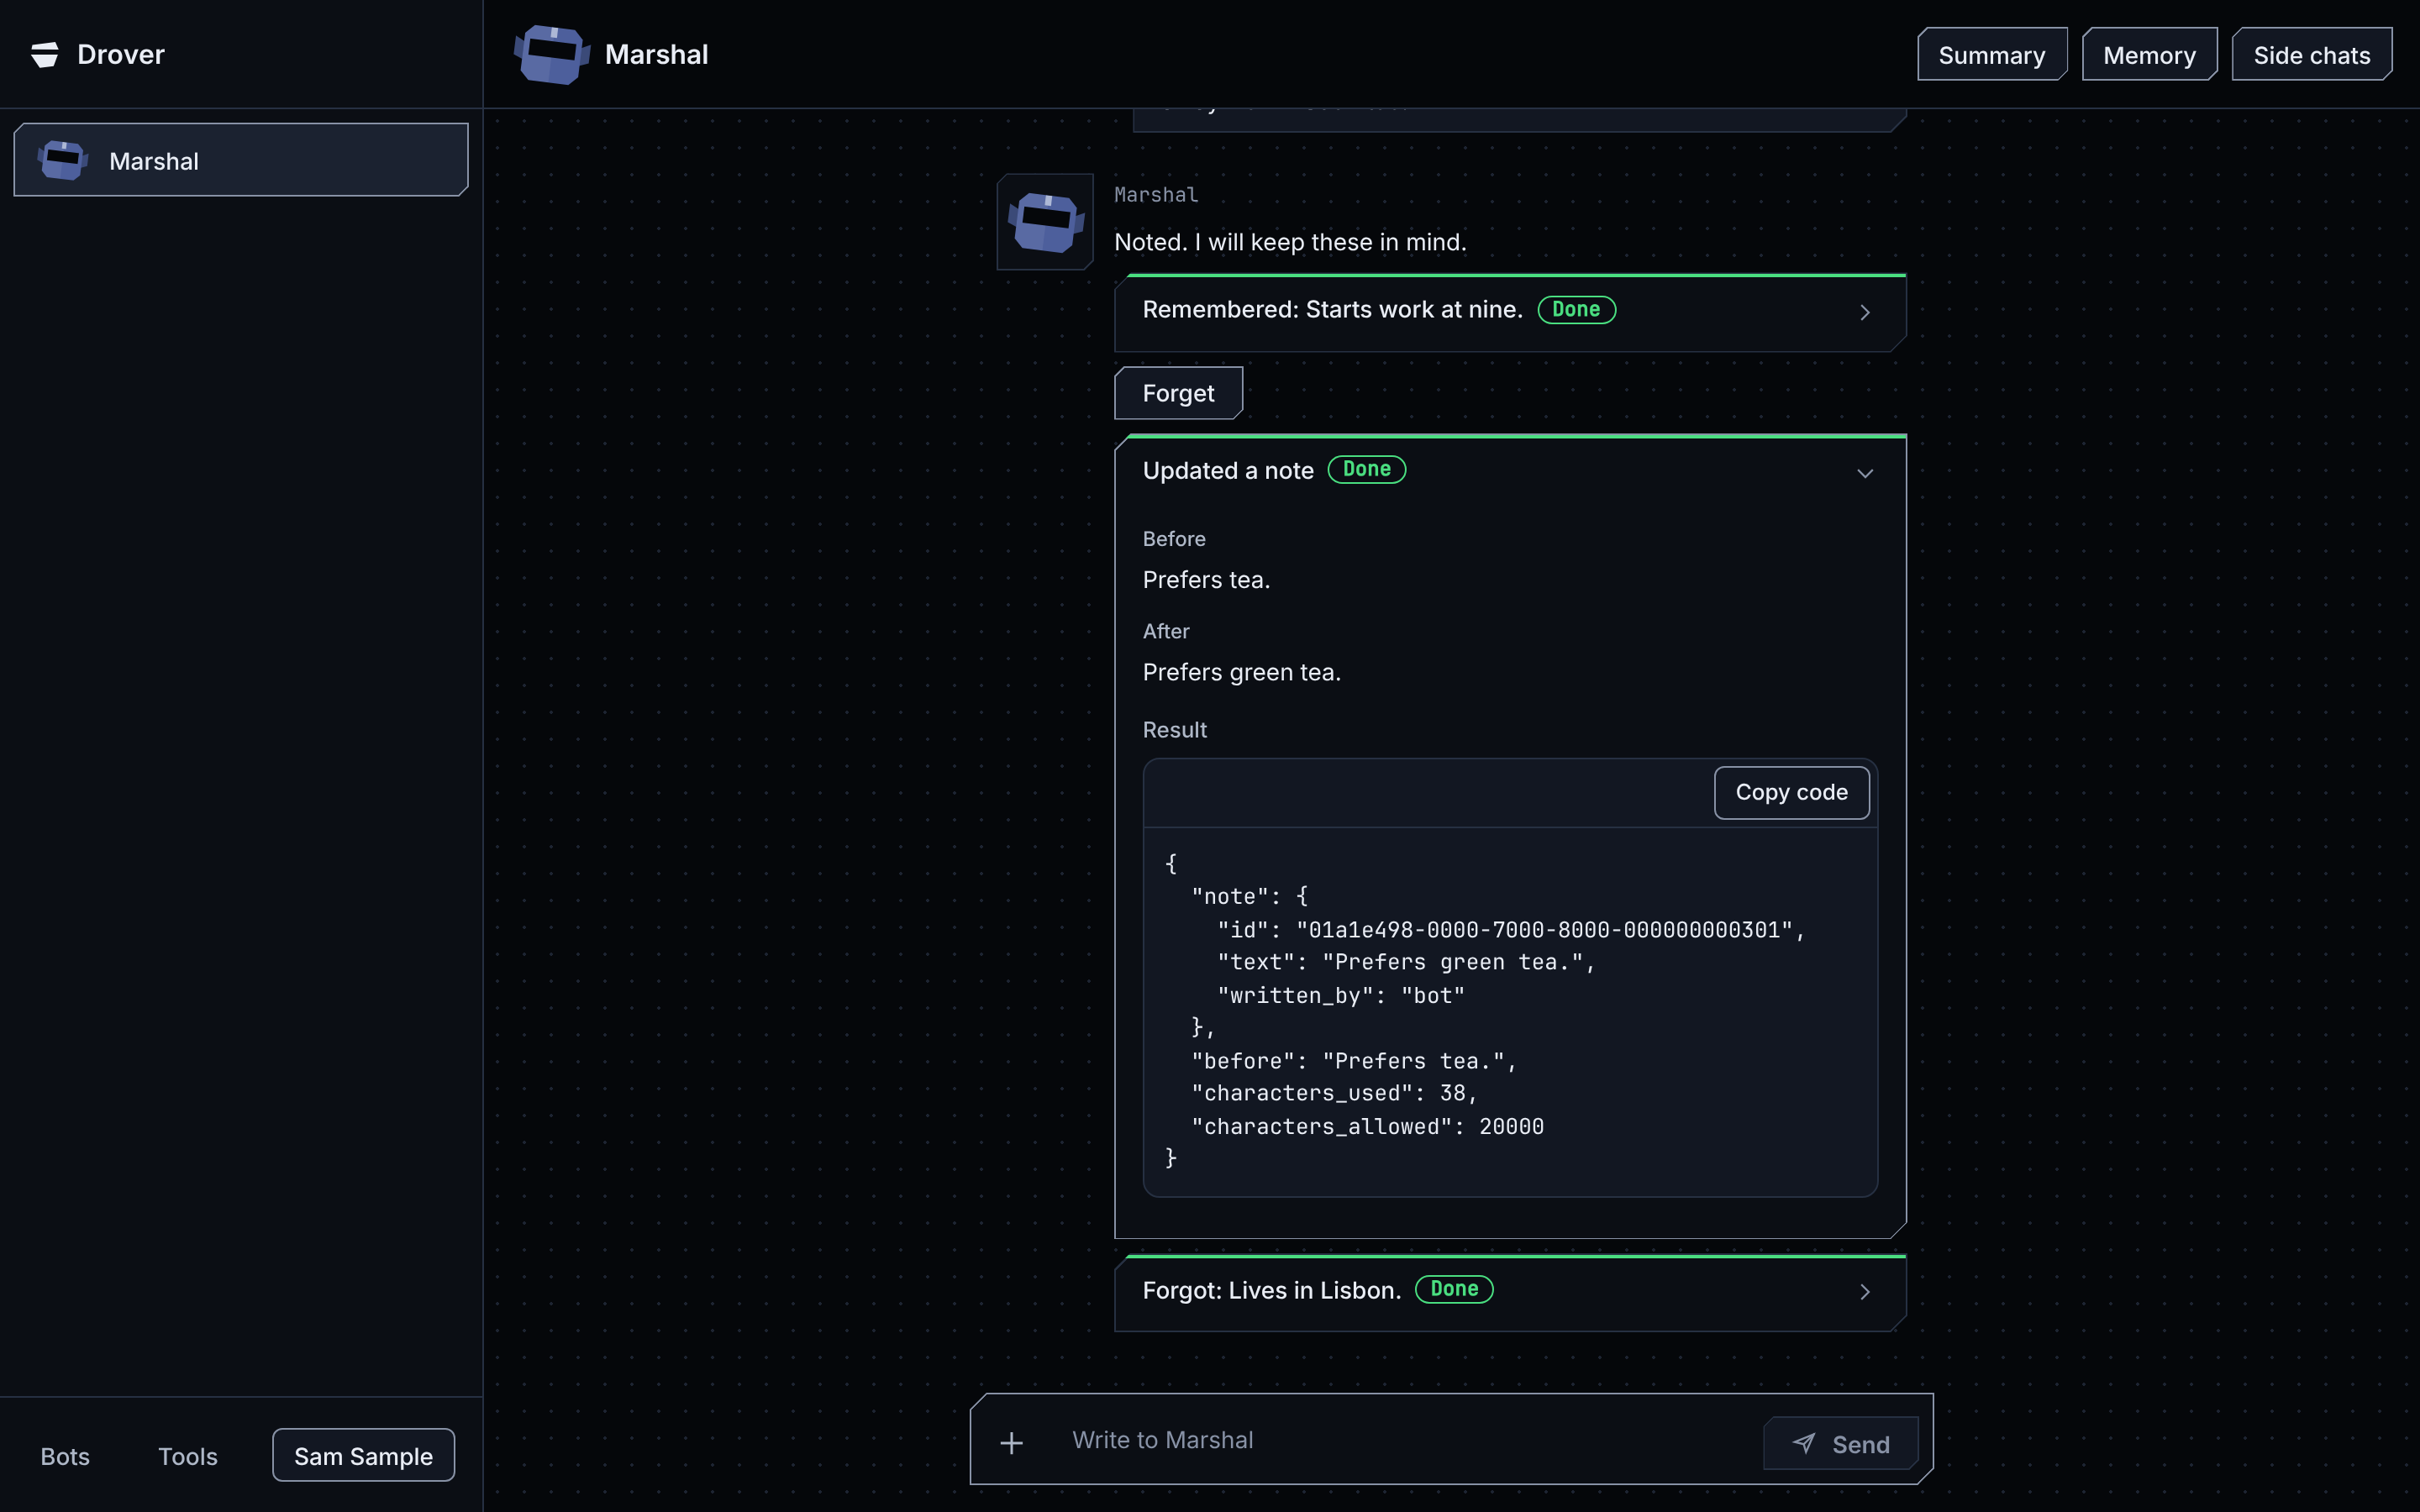 Drover
Marshal
Summary
Memory
Side chats
Marshal
Marshal
Noted. I will keep these in mind.
Remembered: Starts work at nine. Done
Forget
Updated a note Done
Before
Prefers tea.
After
Prefers green tea.
Result
Copy code
{
"note": {
"id": "01a1e498-0000-7000-8000-000000000301",
"text": "Prefers green tea.",
"written_by": "bot"
},
"before": "Prefers tea.",
"characters_used": 38,
"characters_allowed": 20000
}
Forgot: Lives in Lisbon. Done
Write to Marshal
Send
Bots
Tools
Sam Sample